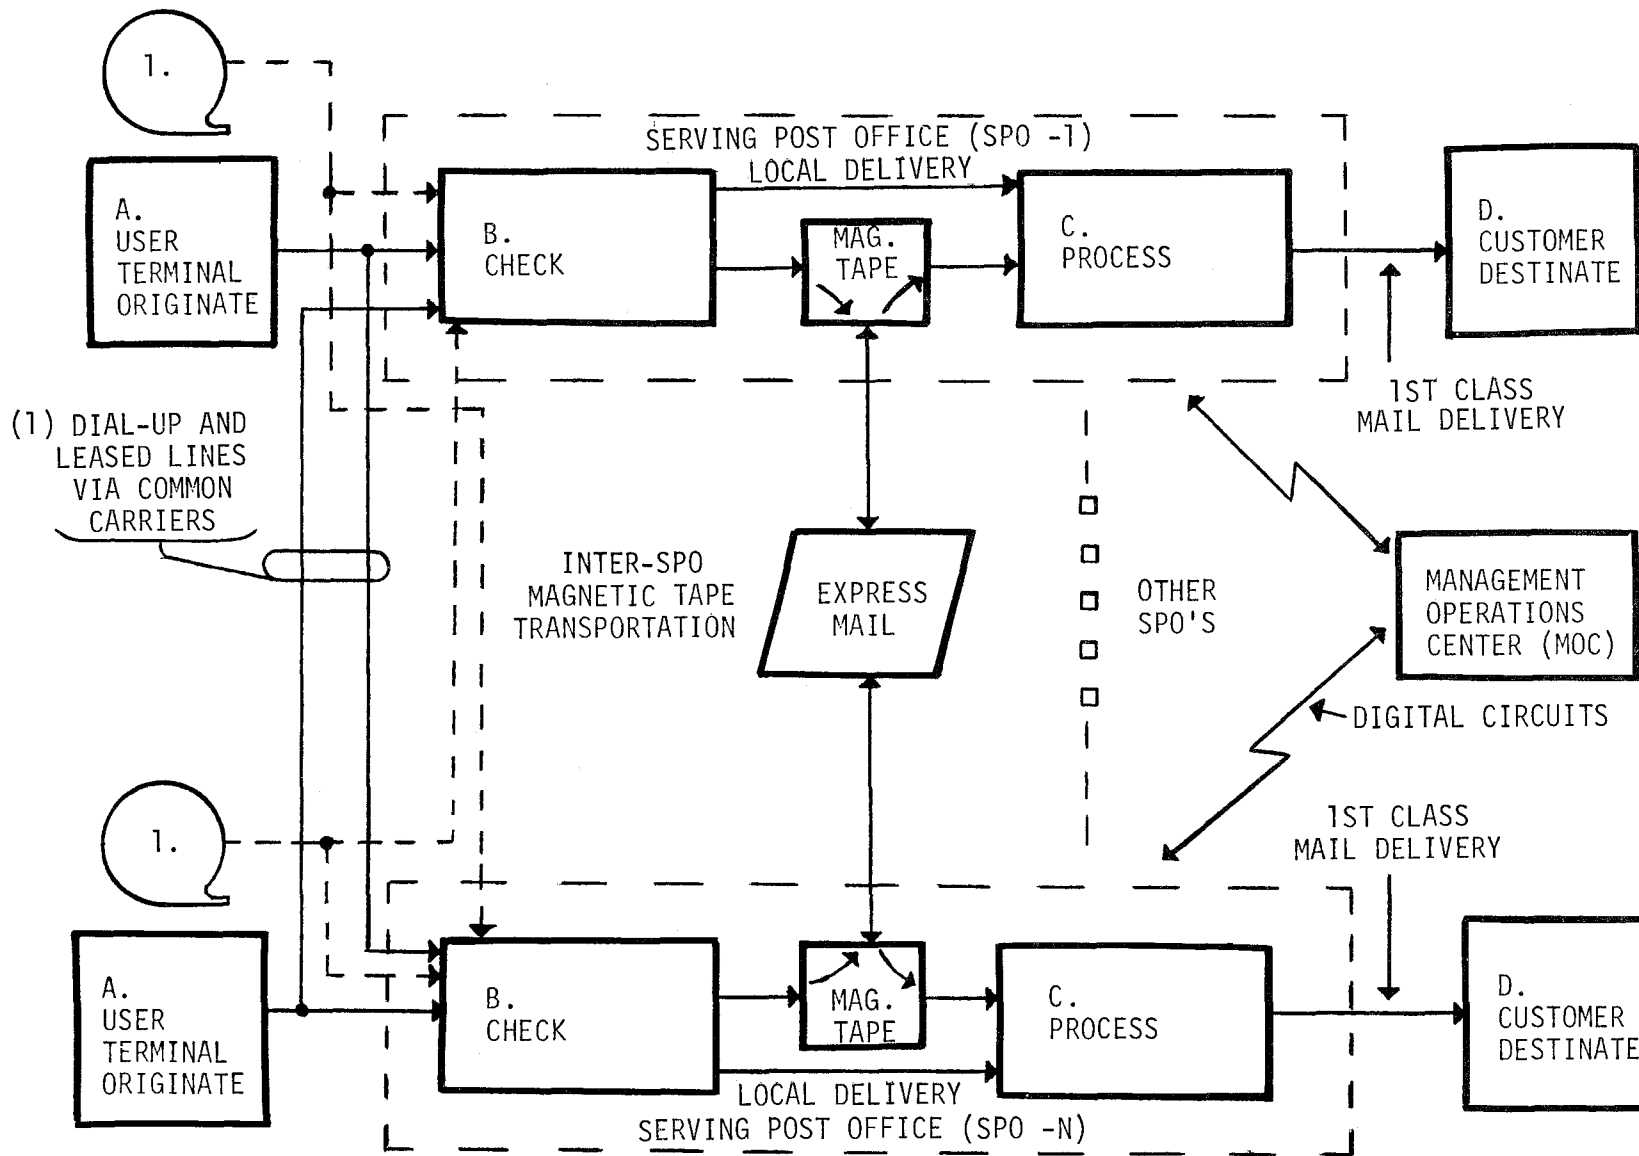 1.
SERVING POST OFFICE (SPO -1)
LOCAL DELIVERY
A.
USER
TERMINAL
ORIGINATE
B.
CHECK
MAG.
TAPE
C.
PROCESS
D.
CUSTOMER
DESTINATE
1ST CLASS
MAIL DELIVERY
(1) DIAL-UP AND
LEASED LINES
VIA COMMON
CARRIERS
INTER-SPO
MAGNETIC TAPE
TRANSPORTATION
EXPRESS
MAIL
OTHER
SPO'S
MANAGEMENT
OPERATIONS
CENTER (MOC)
DIGITAL CIRCUITS
1.
1ST CLASS
MAIL DELIVERY
A.
USER
TERMINAL
ORIGINATE
B.
CHECK
MAG.
TAPE
C.
PROCESS
D.
CUSTOMER
DESTINATE
LOCAL DELIVERY
SERVING POST OFFICE (SPO -N)